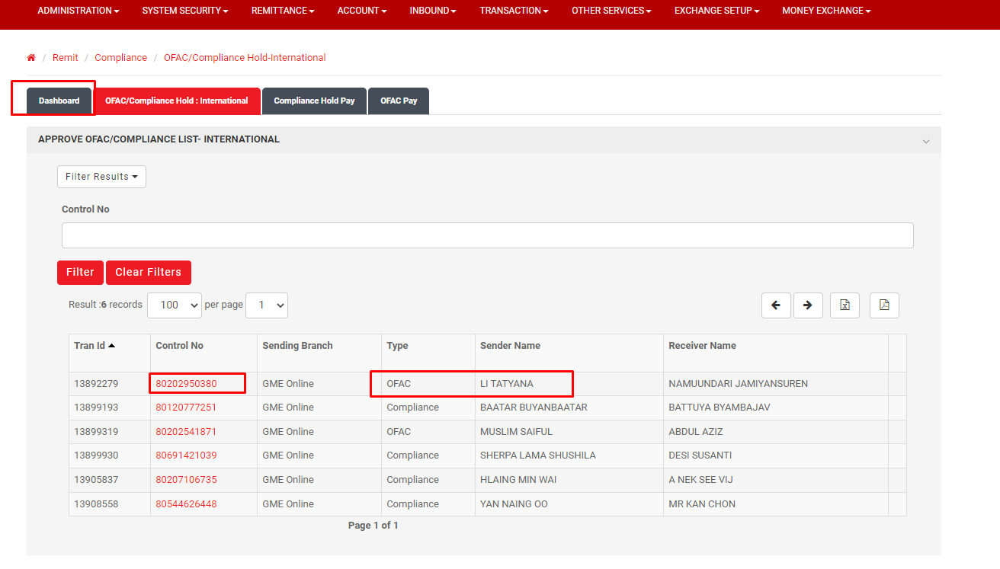 ADMINISTRATION SYSTEM SECURITY REMITTANCE ACCOUNT INBOUND TRANSACTION OTHER SERVICES EXCHANGE SETUP MONEY EXCHANGE
/ Remit / Compliance / OFAC/Compliance Hold-International
Dashboard OFAC/Compliance Hold : International Compliance Hold Pay OFAC Pay
APPROVE OFAC/COMPLIANCE LIST- INTERNATIONAL
Filter Results
Control No
Filter Clear Filters
Result :6 records 100 per page 1
Tran Id Control No Sending Branch Type Sender Name Receiver Name
13892279 80202950380 GME Online OFAC LI TATYANA NAMUUNDARI JAMIYANSUREN
13899193 80120777251 GME Online Compliance BAATAR BUYANBAATAR BATTUYA BYAMBAJAV
13899319 80202541871 GME Online OFAC MUSLIM SAIFUL ABDUL AZIZ
13899930 80691421039 GME Online Compliance SHERPA LAMA SHUSHILA DESI SUSANTI
13905837 80207106735 GME Online Compliance HLAING MIN WAI A NEK SEE VIJ
13908558 80544626448 GME Online Compliance YAN NAING OO MR KAN CHON
Page 1 of 1